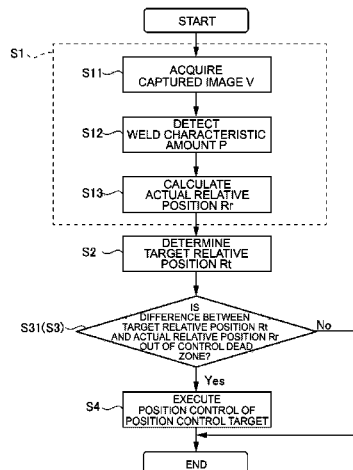 START
S1
S11
ACQUIRE
CAPTURED IMAGE V
S12
DETECT
WELD CHARACTERISTIC
AMOUNT P
S13
CALCULATE
ACTUAL RELATIVE
POSITION Rr
S2
DETERMINE
TARGET RELATIVE
POSITION Rt
S31(S3)
IS
DIFFERENCE BETWEEN
TARGET RELATIVE POSITION Rt
AND ACTUAL RELATIVE POSITION Rr
OUT OF CONTROL DEAD
ZONE?
No
Yes
S4
EXECUTE
POSITION CONTROL OF
POSITION CONTROL TARGET
END